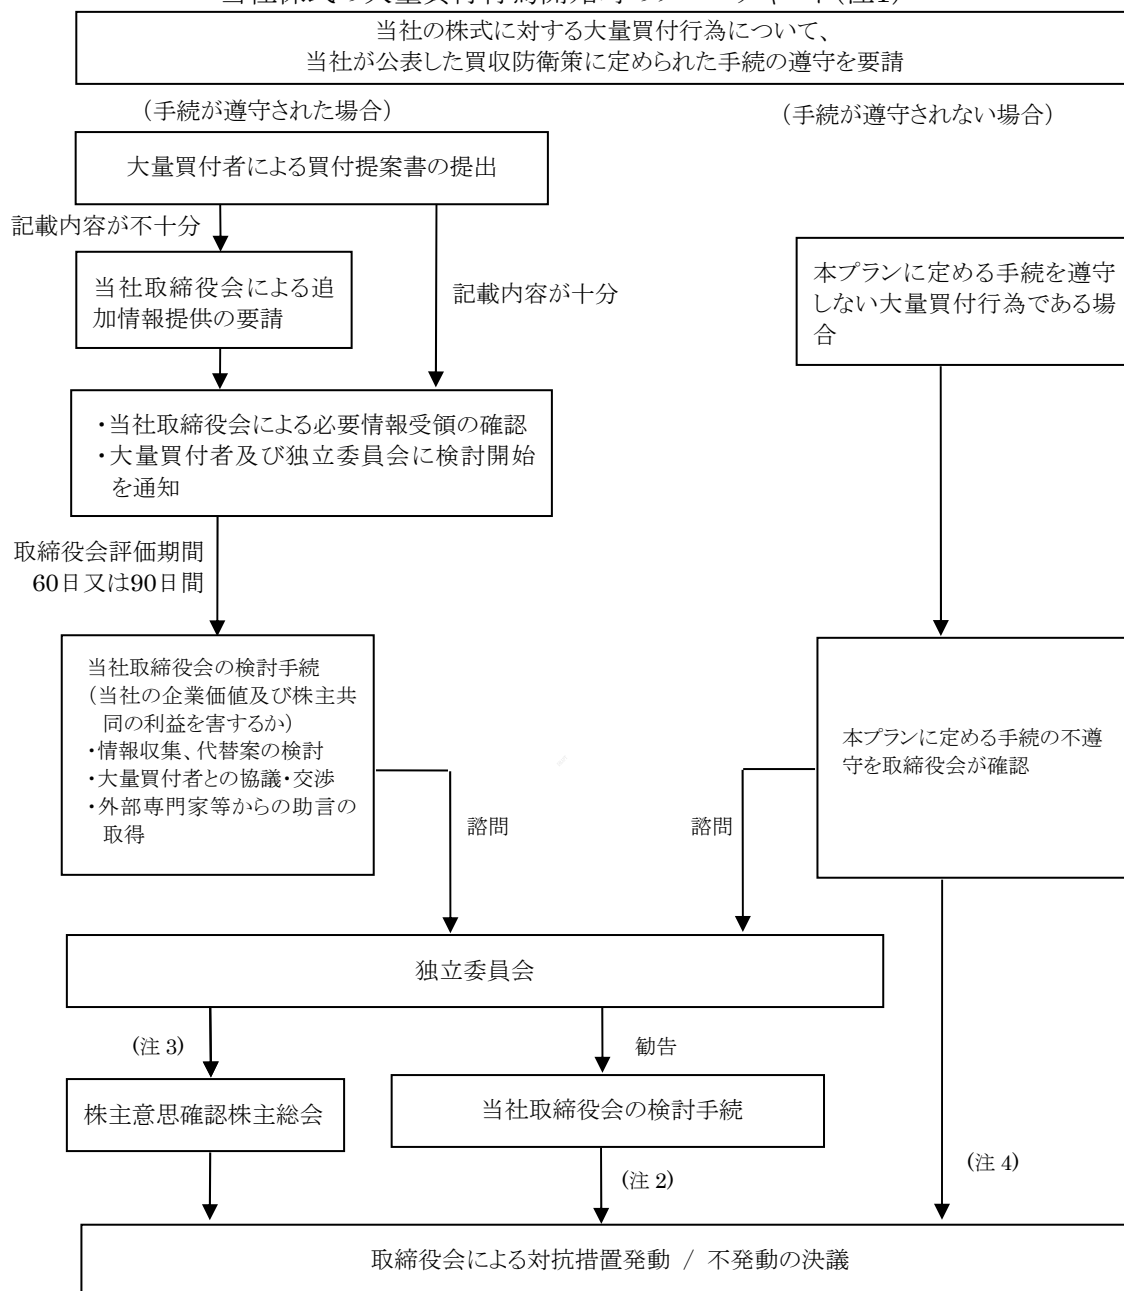 当社の株式に対する大量買付行為について、
当社が公表した買収防衛策に定められた手続の遵守を要請
（手続が遵守された場合）
（手続が遵守されない場合）
大量買付者による買付提案書の提出
記載内容が不十分
当社取締役会による追
加情報提供の要請
記載内容が十分
本プランに定める手続を遵守
しない大量買付行為である場
合
・当社取締役会による必要情報受領の確認
・大量買付者及び独立委員会に検討開始
を通知
取締役会評価期間
60日又は90日間
当社取締役会の検討手続
（当社の企業価値及び株主共
同の利益を害するか）
・情報収集、代替案の検討
・大量買付者との協議・交渉
・外部専門家等からの助言の
取得
本プランに定める手続の不遵
守を取締役会が確認
諮問
諮問
独立委員会
(注 3)
勧告
株主意思確認株主総会
当社取締役会の検討手続
(注 2)
(注 4)
取締役会による対抗措置発動 / 不発動の決議